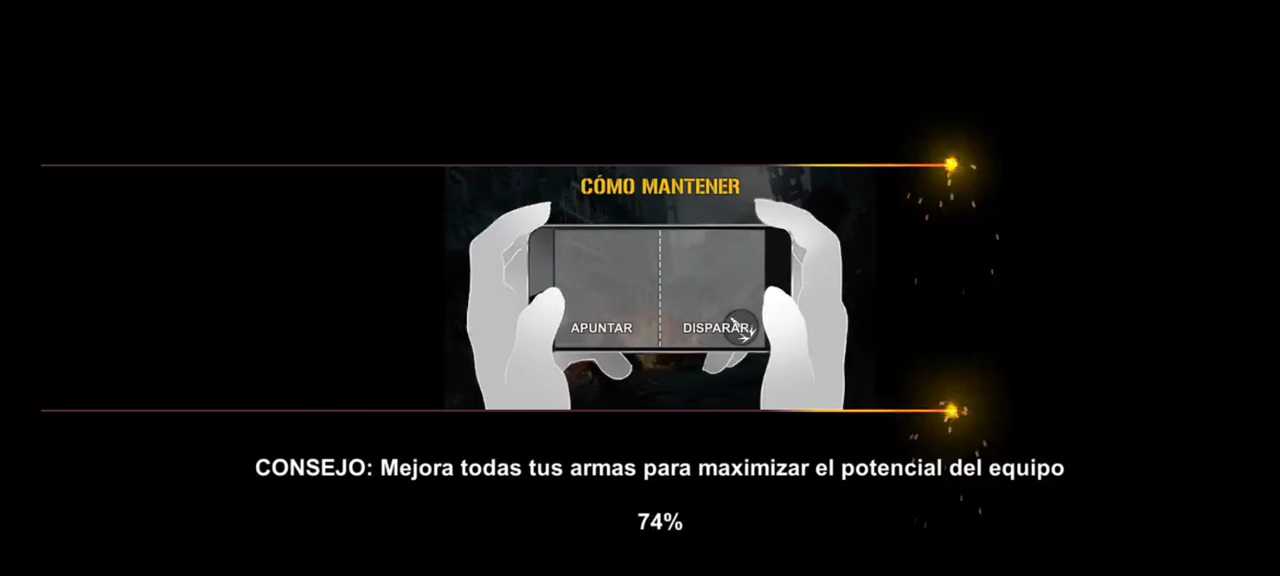 CÓMO MANTENER
APUNTAR DISPARAR
CONSEJO: Mejora todas tus armas para maximizar el potencial del equipo
74%